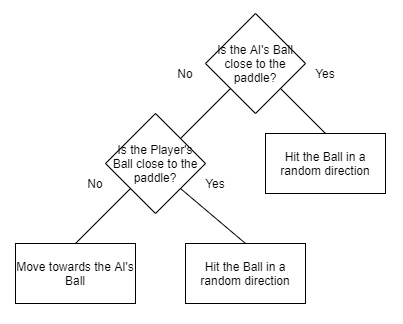 Is the AI's Ball
close to the
paddle?
No
Yes
Is the Player's
Ball close to the
paddle?
Hit the Ball in a
random direction
No
Yes
Move towards the AI's
Ball
Hit the Ball in a
random direction